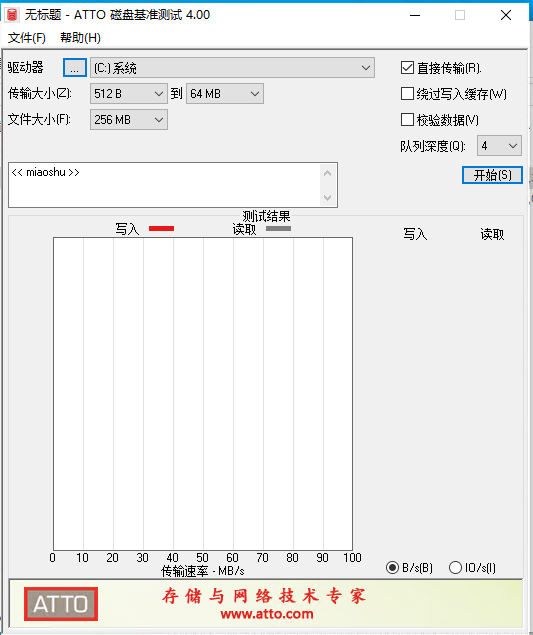 无标题 - ATTO 磁盘基准测试 4.00
文件(F) 帮助(H)
驱动器 ... (C:) 系统
直接传输(R).
传输大小(Z): 512 B 到 64 MB
绕过写入缓存(W)
文件大小(F): 256 MB
校验数据(V)
队列深度(Q): 4
<< miaoshu >>
开始(S)
测试结果
写入 读取
写入 读取
0 10 20 30 40 50 60 70 80 90 100
传输速率 - MB/s
B/s(B) IO/s(I)
ATTO
存储与网络技术专家
www.atto.com